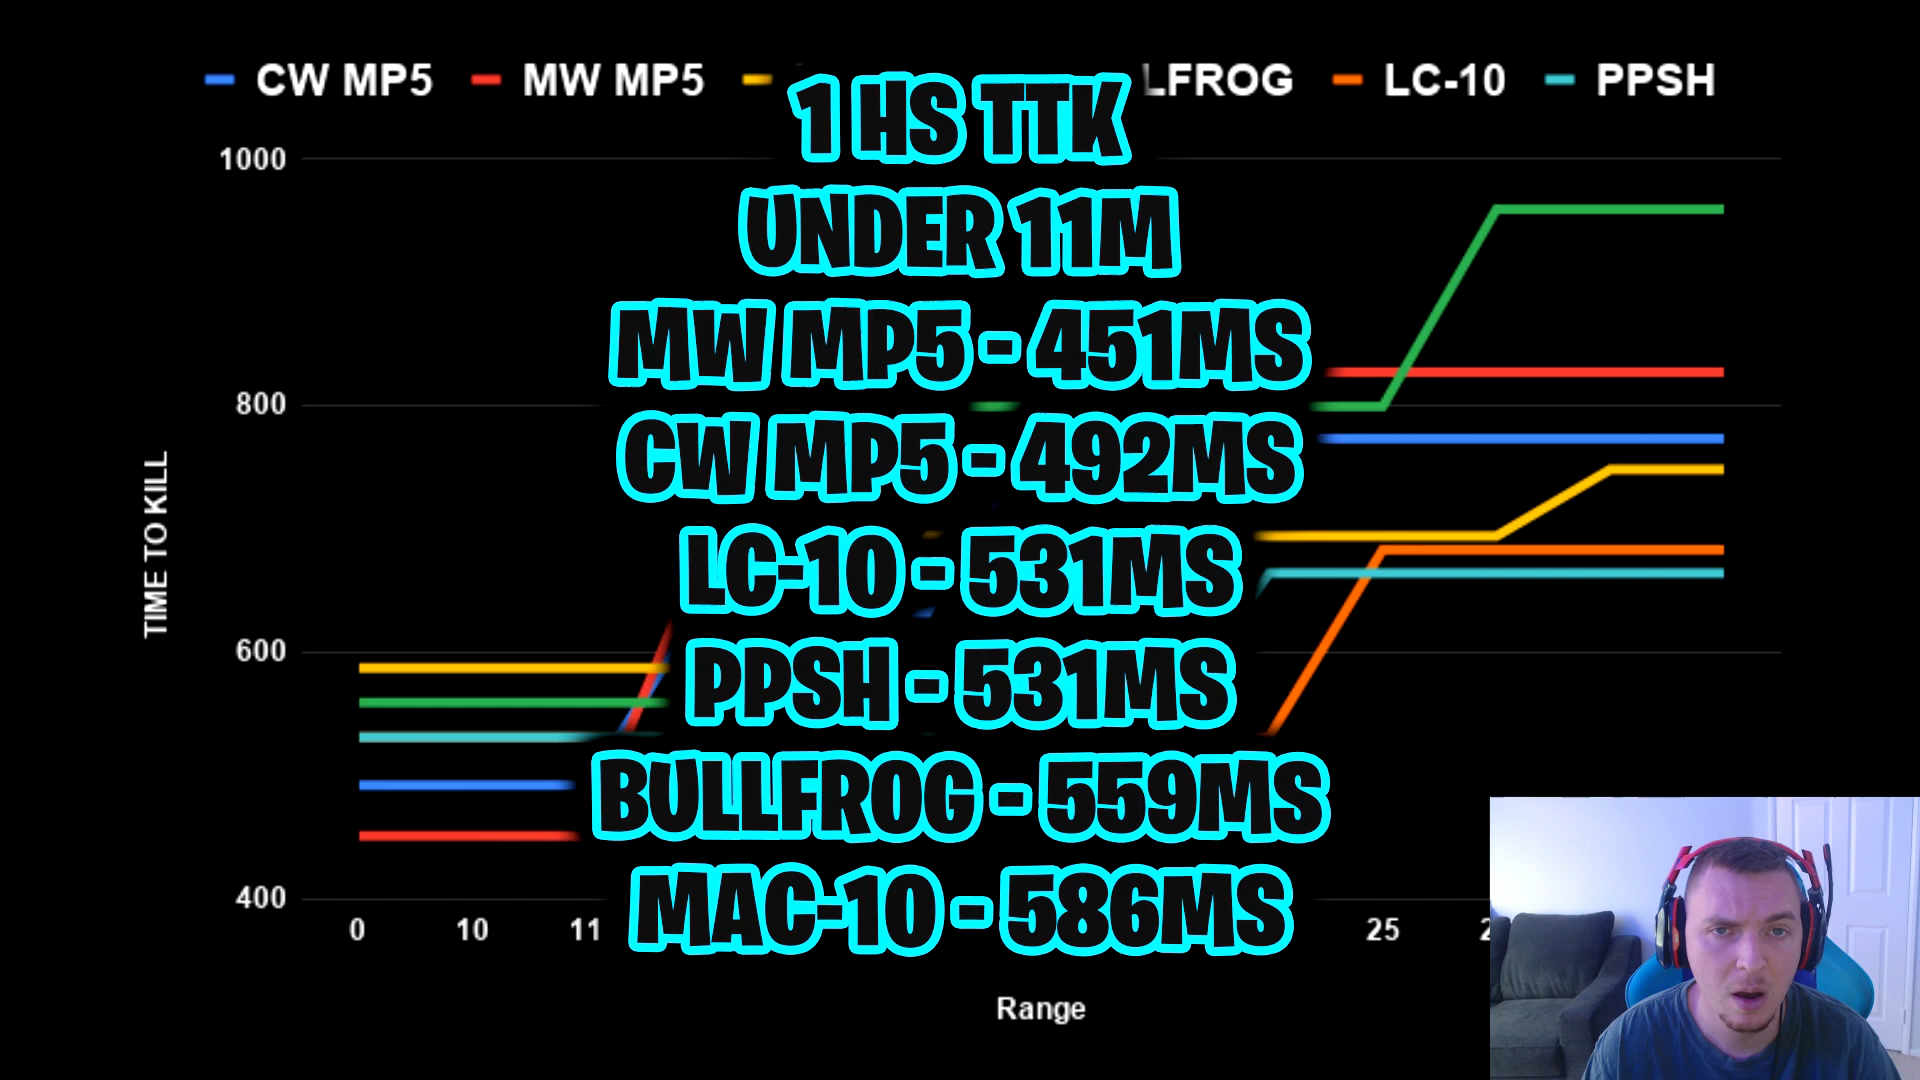 CW MP5 MW MP5 LFROG LC-10 PPSH
1 HS TTK
UNDER 11M
MW MP5 - 451MS
CW MP5 - 492MS
LC-10 - 531MS
PPSH - 531MS
BULLFROG - 559MS
MAC-10 - 586MS
TIME TO KILL
1000
800
600
400
0 10 11 25
Range